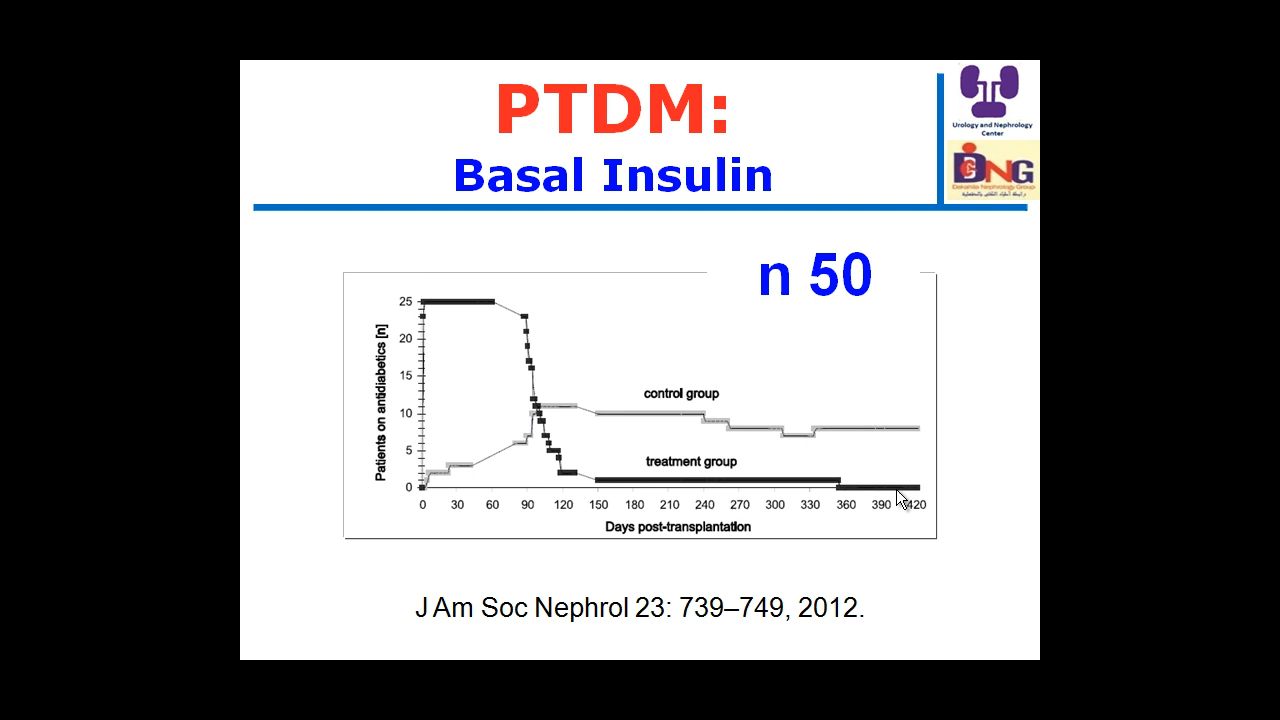 PTDM:
Basal Insulin
Urology and Nephrology
Center
DCNG
Dakahlia Nephrology Group
n 50
Patients on antidiabetics [n]
25
20
15
10
5
0
control group
treatment group
0 30 60 90 120 150 180 210 240 270 300 330 360 390 420
Days post-transplantation
J Am Soc Nephrol 23: 739–749, 2012.